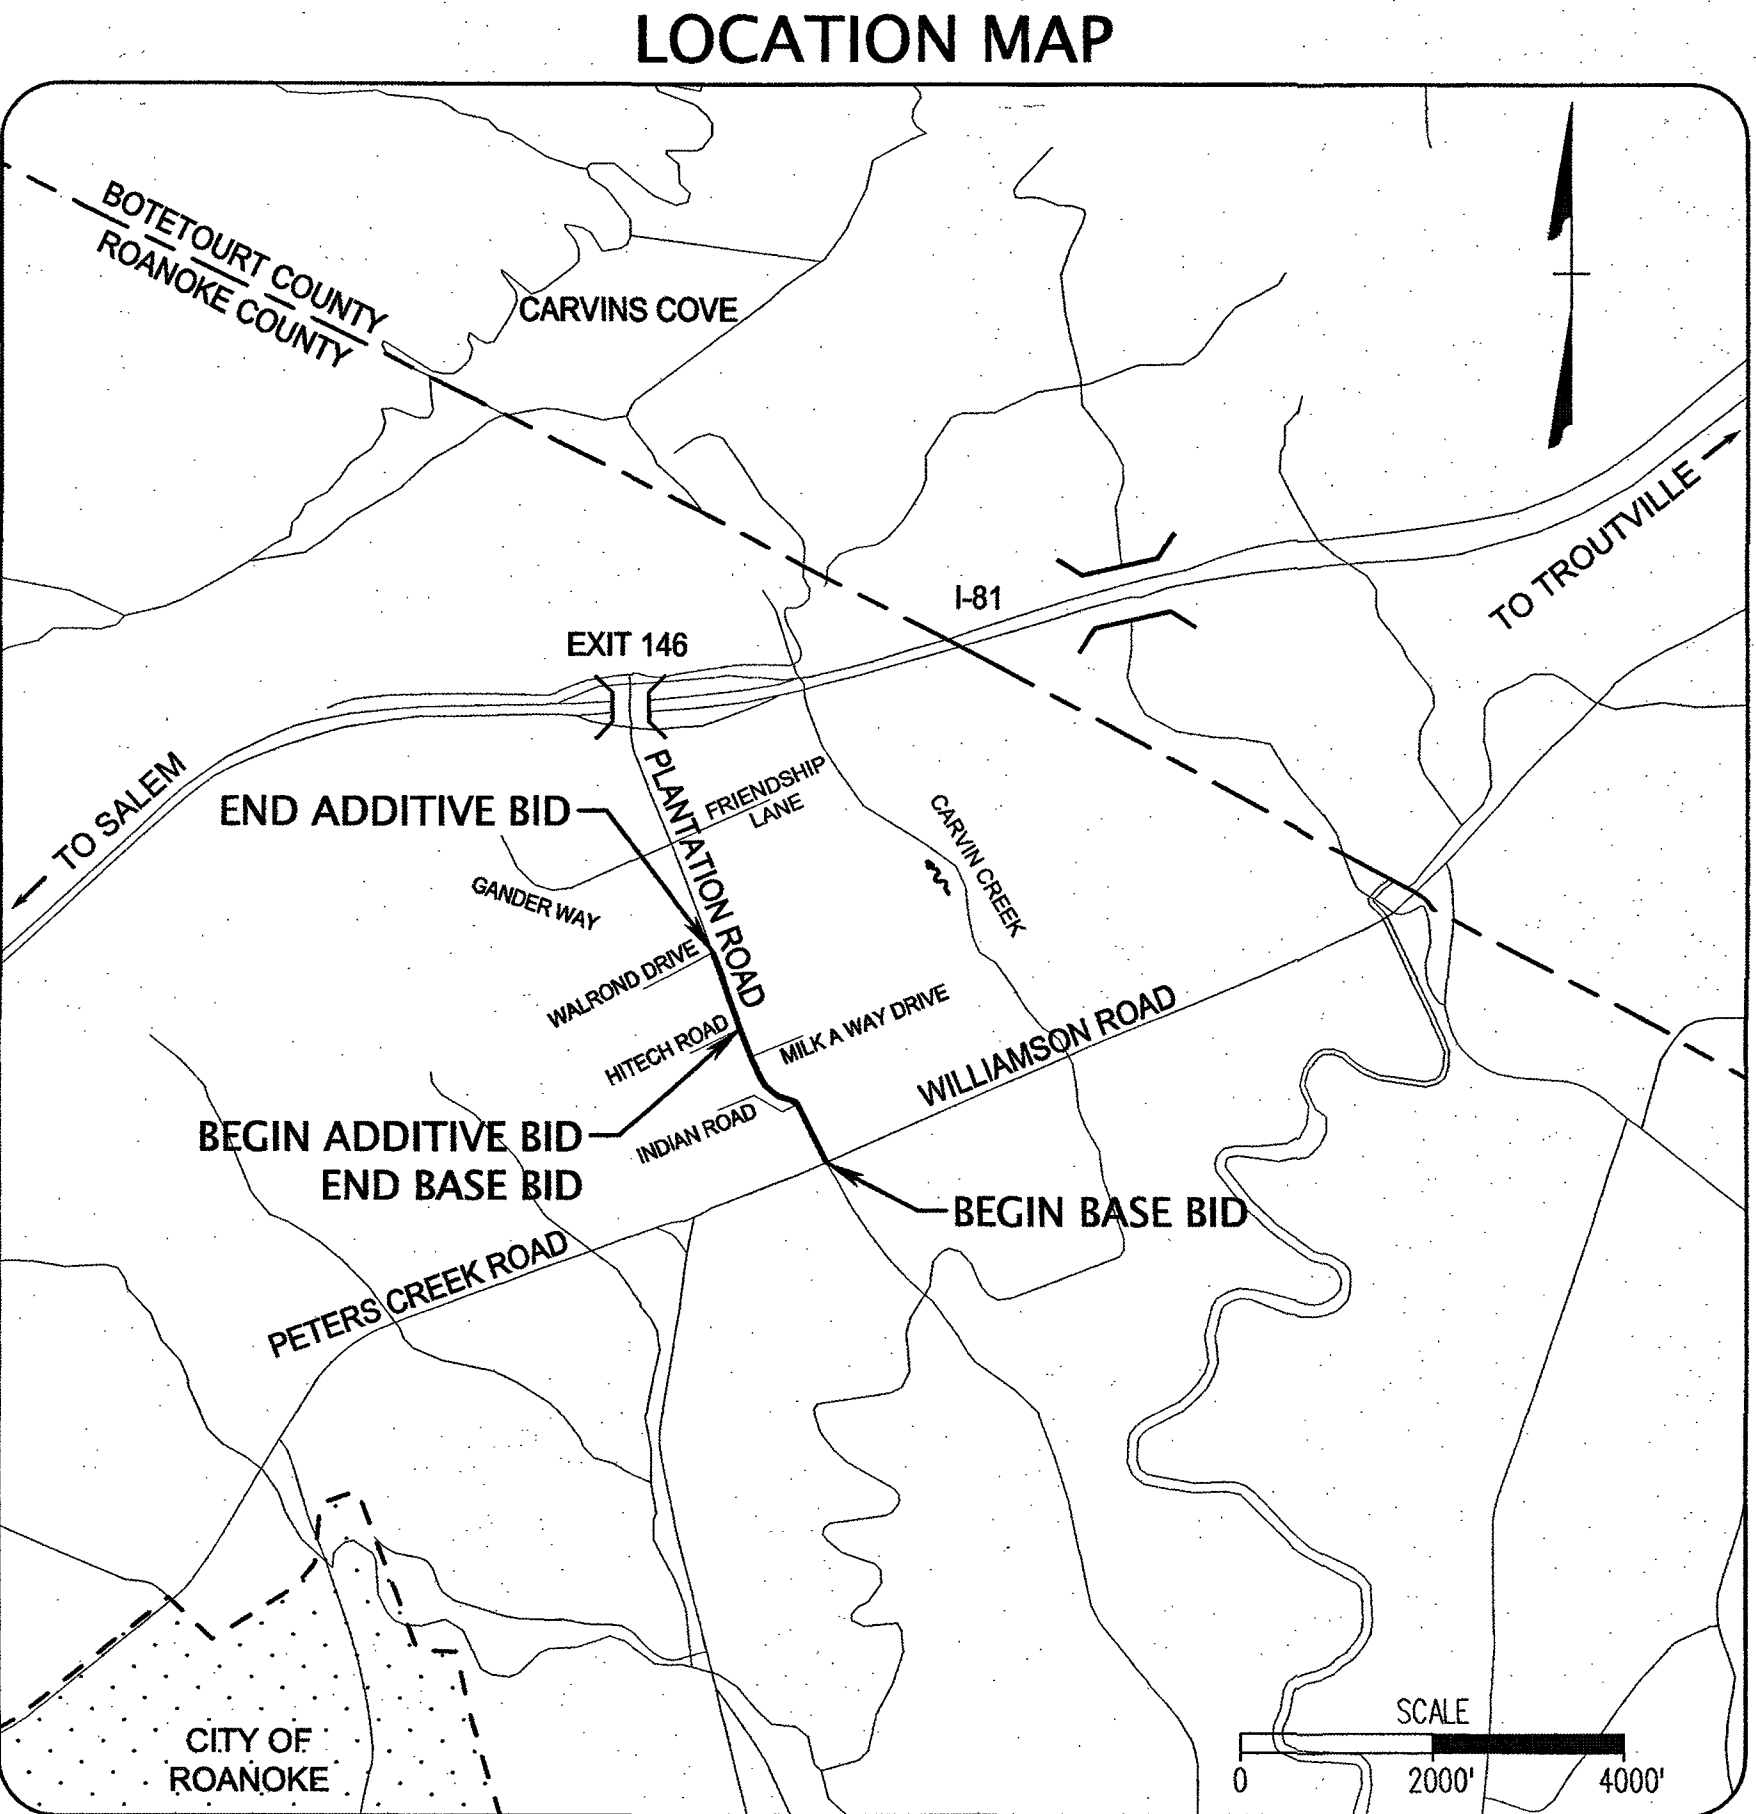 LOCATION MAP
BOTETOURT COUNTY
ROANOKE COUNTY
CARVINS COVE
I-81
TO TROUTVILLE
EXIT 146
TO SALEM
PLANTATION ROAD
FRIENDSHIP
LANE
END ADDITIVE BID
CARVIN CREEK
GANDER WAY
WALROND DRIVE
HITECH ROAD
MILK A WAY DRIVE
WILLIAMSON ROAD
INDIAN ROAD
BEGIN ADDITIVE BID
END BASE BID
BEGIN BASE BID
PETERS CREEK ROAD
CITY OF
ROANOKE
SCALE
0 2000' 4000'